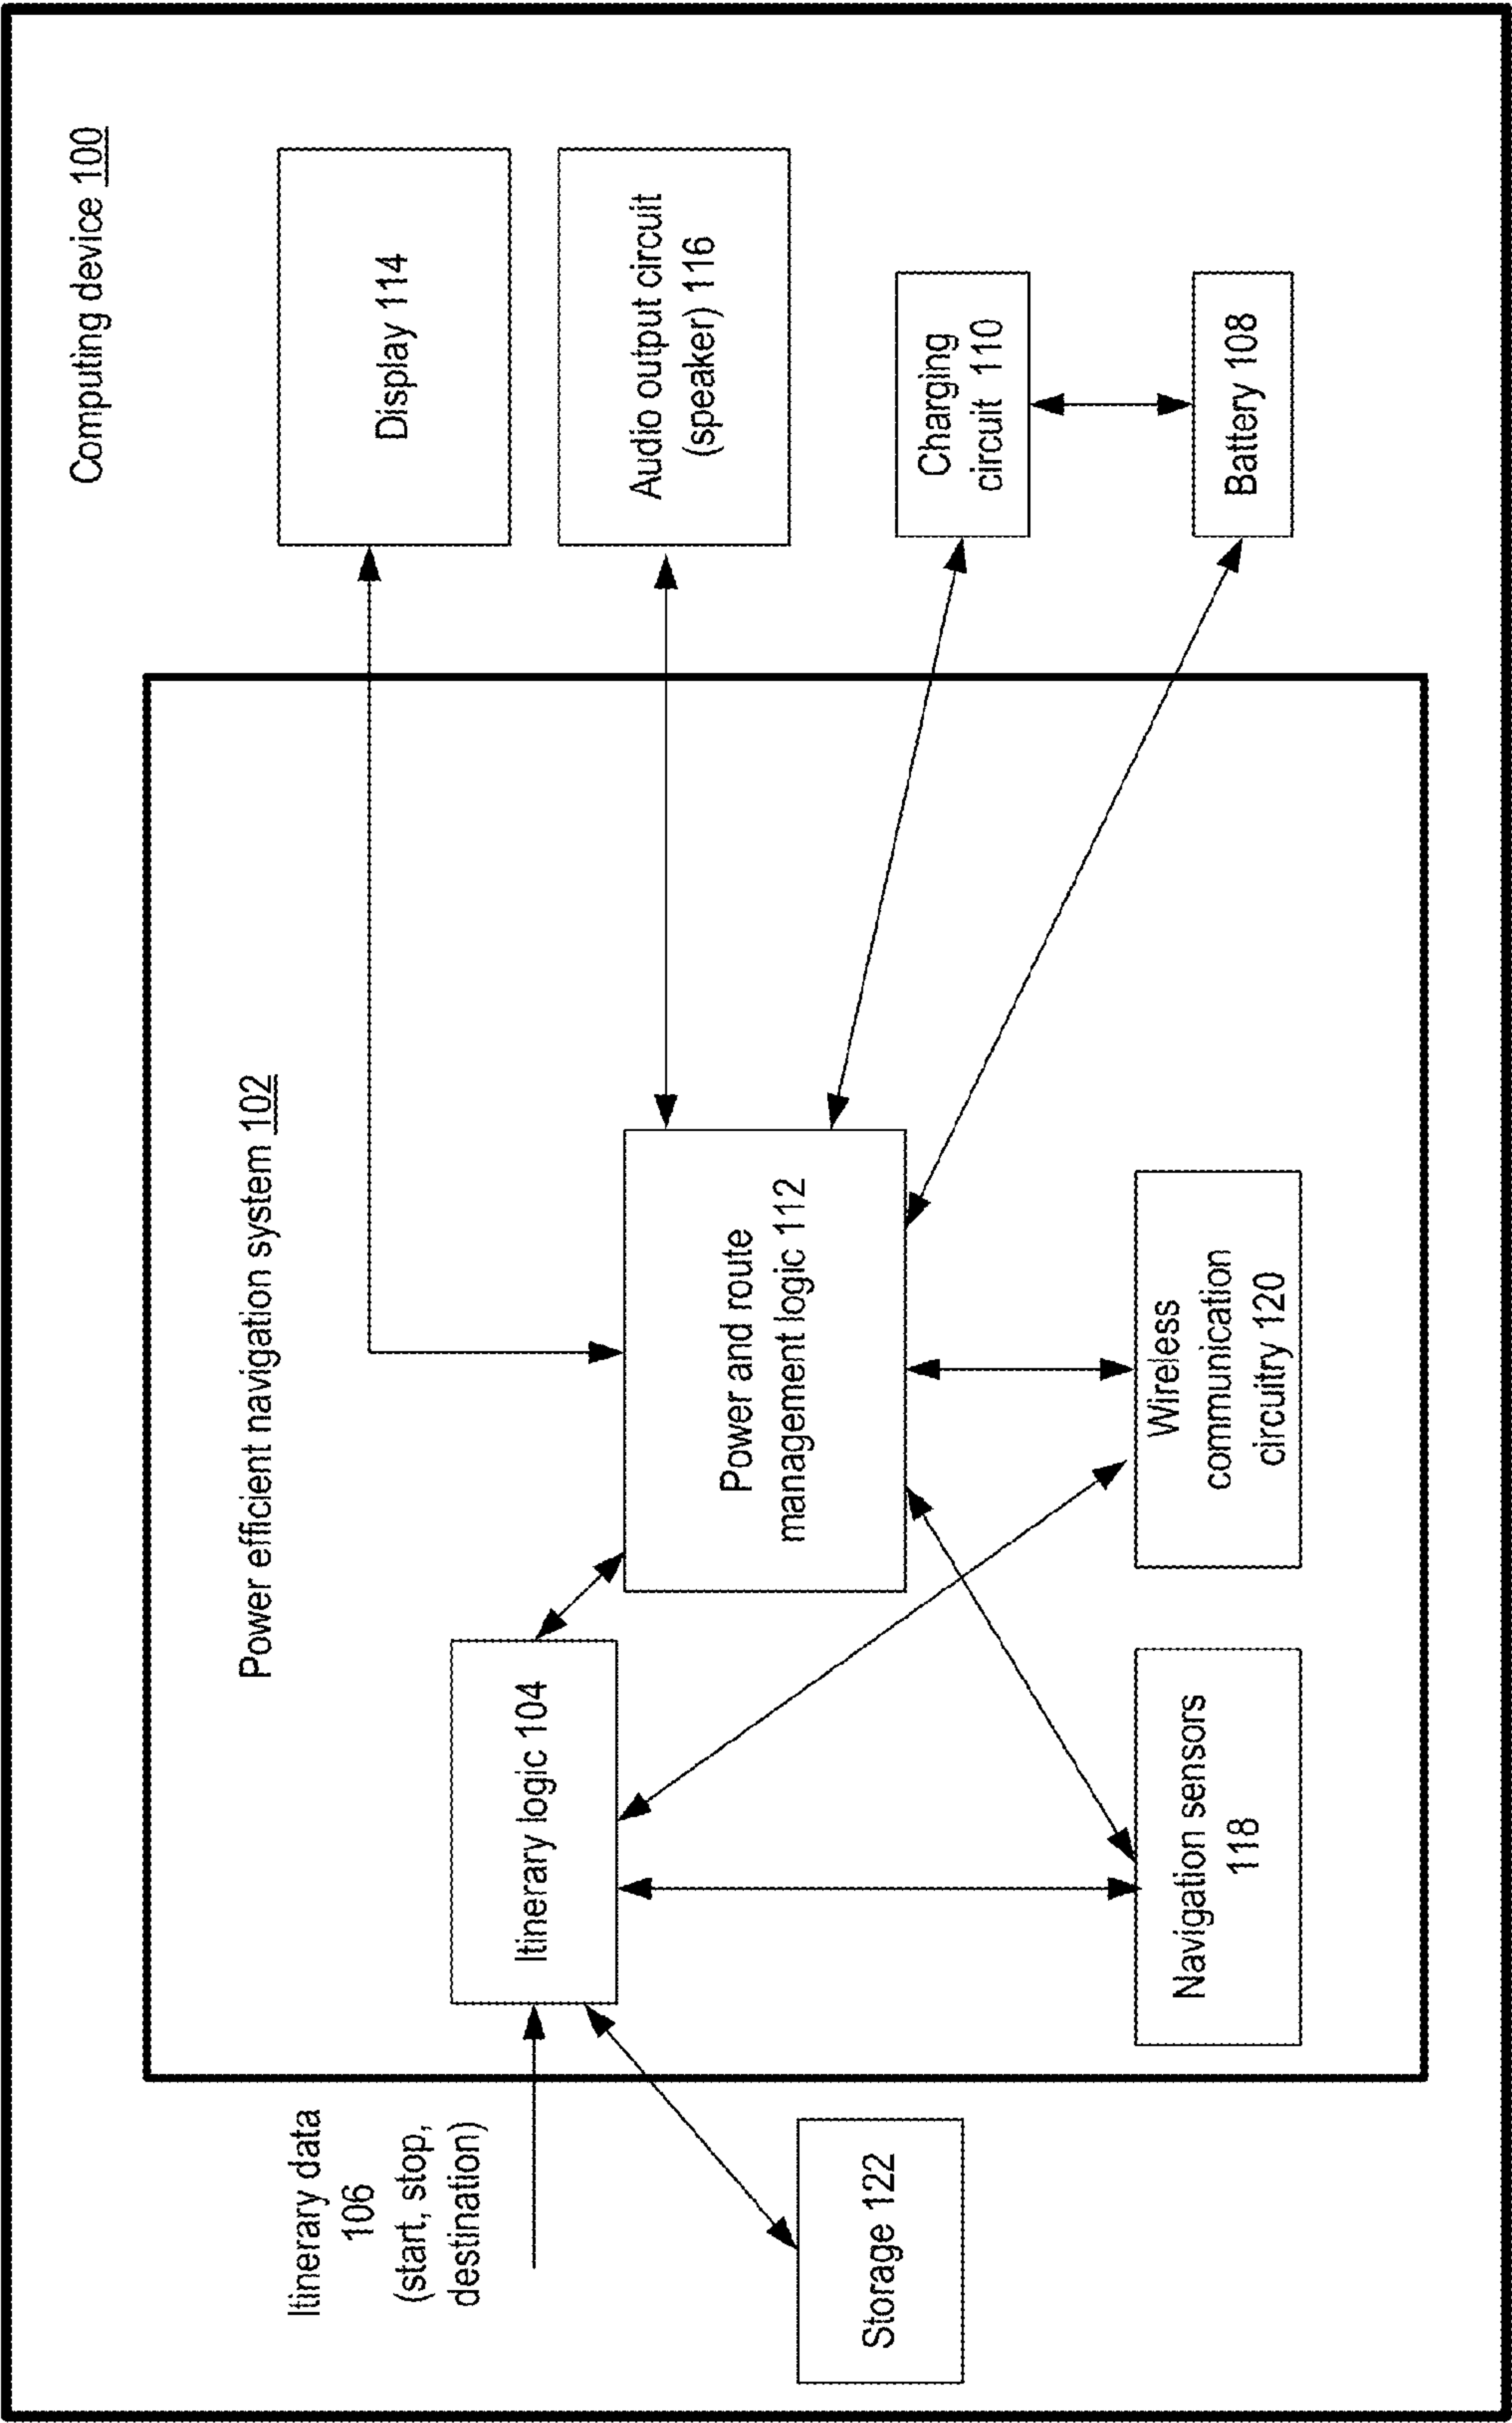 Computing device 100
Power efficient navigation system 102
Itinerary data
106
(start, stop,
destination)
Display 114
Itinerary logic 104
Audio output circuit
(speaker) 116
Power and route
management logic 112
Storage 122
Charging
circuit 110
Navigation sensors
118
Wireless
communication
circuitry 120
Battery 108